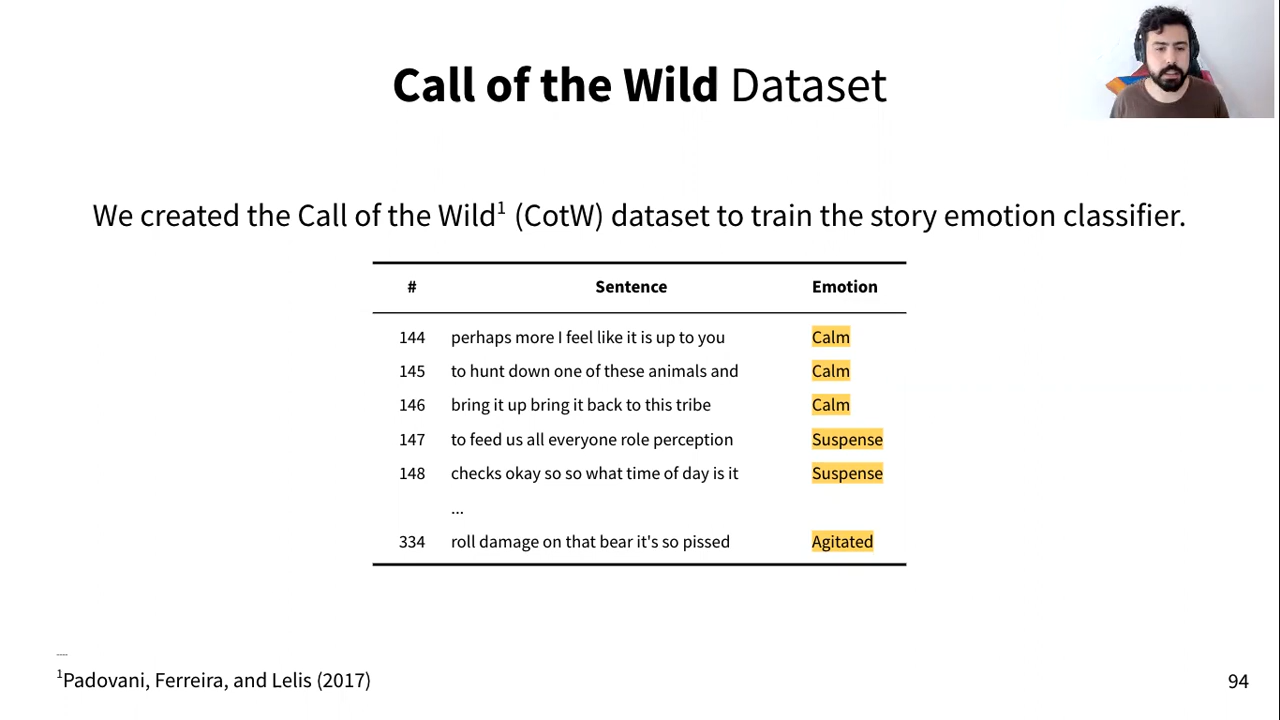 Call of the Wild Dataset
We created the Call of the Wild1 (CotW) dataset to train the story emotion classifier.
# Sentence Emotion
144 perhaps more I feel like it is up to you Calm
145 to hunt down one of these animals and Calm
146 bring it up bring it back to this tribe Calm
147 to feed us all everyone role perception Suspense
148 checks okay so so what time of day is it Suspense
...
334 roll damage on that bear it's so pissed Agitated
1Padovani, Ferreira, and Lelis (2017)
94